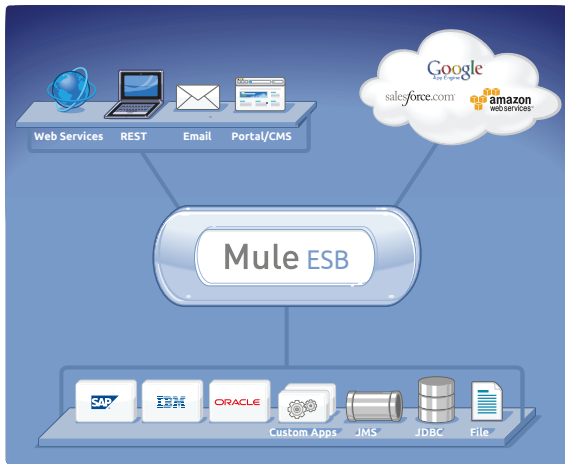 Google
App Engine
salesforce.com
amazon
web services™
Web Services REST Email Portal/CMS
Mule ESB
SAP IBM ORACLE
Custom Apps JMS JDBC File